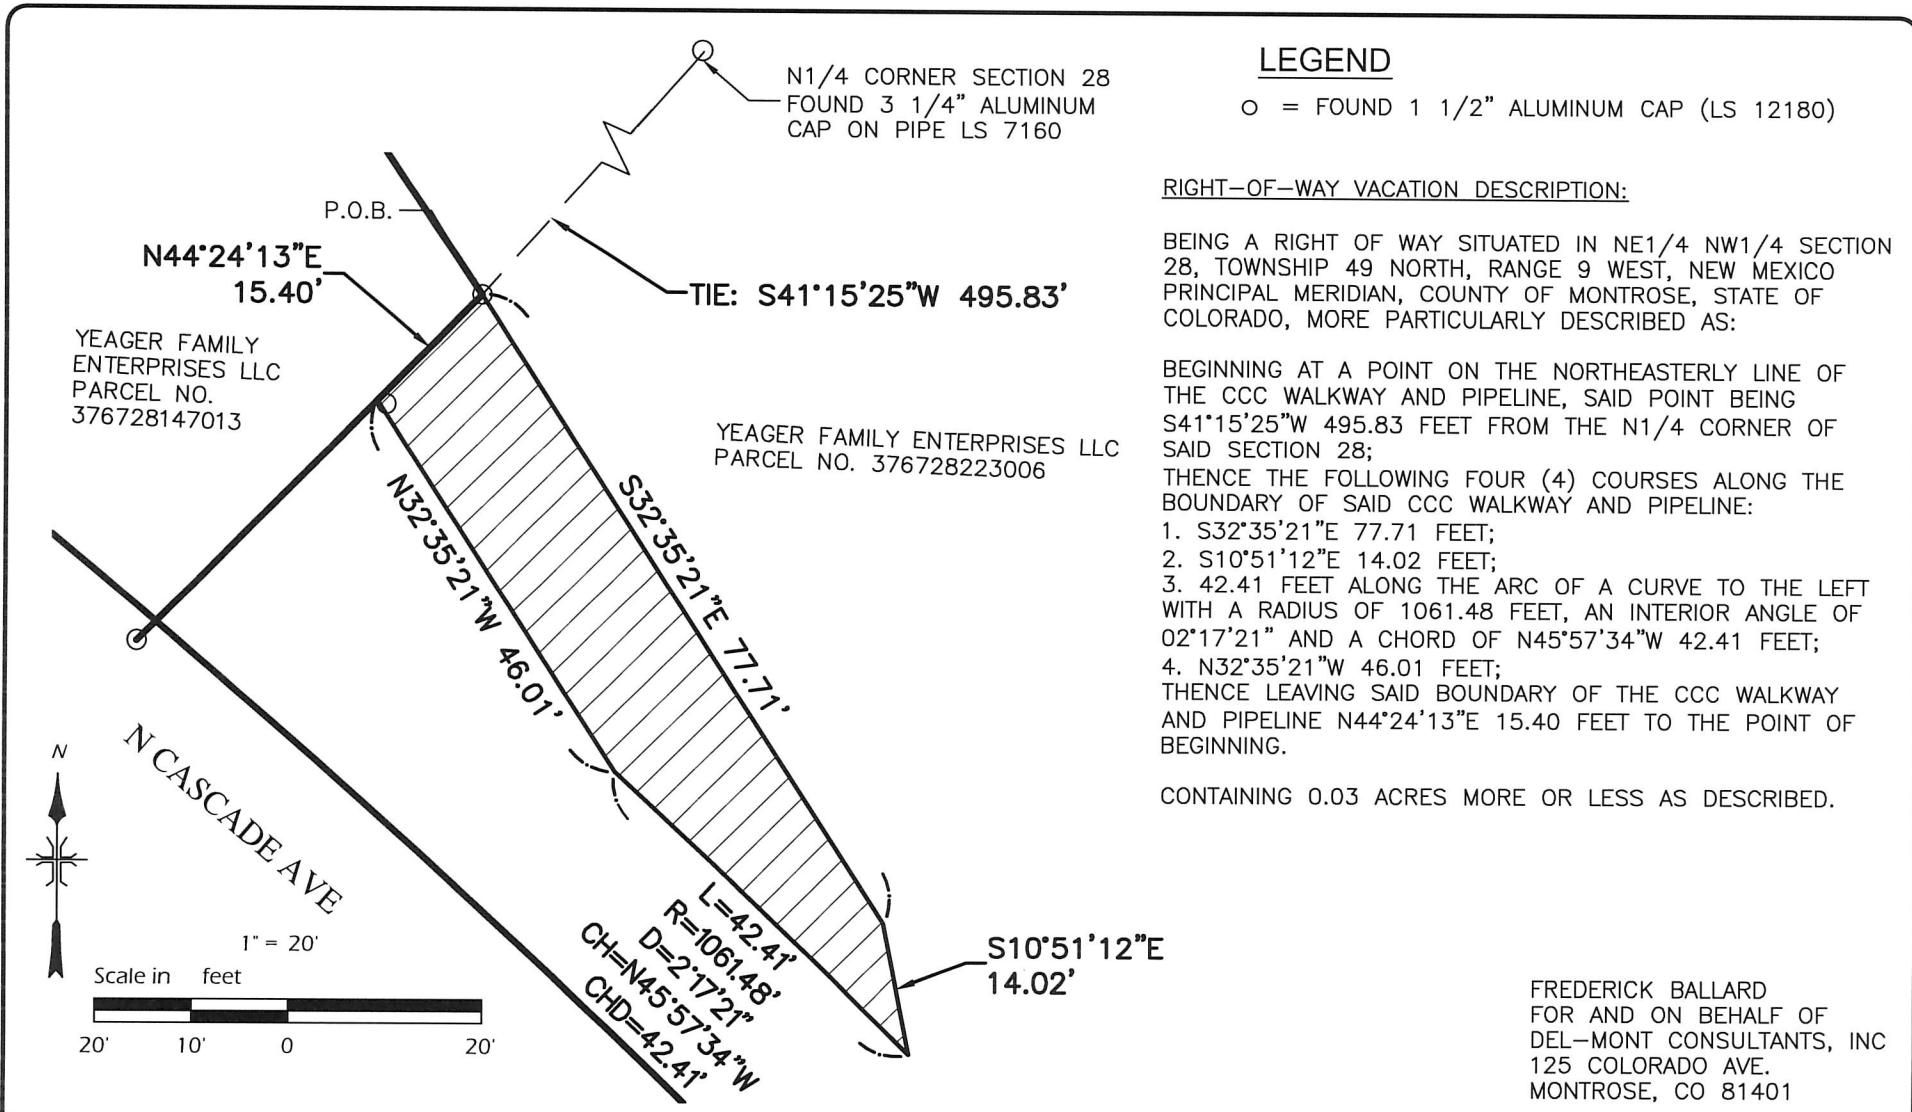 N1/4 CORNER SECTION 28
FOUND 3 1/4" ALUMINUM
CAP ON PIPE LS 7160
P.O.B.
N44°24'13"E
15.40'
TIE: S41°15'25"W 495.83'
YEAGER FAMILY
ENTERPRISES LLC
PARCEL NO.
376728147013
YEAGER FAMILY ENTERPRISES LLC
PARCEL NO. 376728223006
N32°35'21"W 46.01'
S32°35'21"E 77.71'
L=42.41'
R=1061.48'
D=2°17'21"
CH=N45°57'34"W
CHD=42.41'
S10°51'12"E
14.02'
N CASCADE AVE
N
1" = 20'
Scale in feet
20' 10' 0 20'
LEGEND
O = FOUND 1 1/2" ALUMINUM CAP (LS 12180)
RIGHT-OF-WAY VACATION DESCRIPTION:
BEING A RIGHT OF WAY SITUATED IN NE1/4 NW1/4 SECTION
28, TOWNSHIP 49 NORTH, RANGE 9 WEST, NEW MEXICO
PRINCIPAL MERIDIAN, COUNTY OF MONTROSE, STATE OF
COLORADO, MORE PARTICULARLY DESCRIBED AS:
BEGINNING AT A POINT ON THE NORTHEASTERLY LINE OF
THE CCC WALKWAY AND PIPELINE, SAID POINT BEING
S41°15'25"W 495.83 FEET FROM THE N1/4 CORNER OF
SAID SECTION 28;
THENCE THE FOLLOWING FOUR (4) COURSES ALONG THE
BOUNDARY OF SAID CCC WALKWAY AND PIPELINE:
1. S32°35'21"E 77.71 FEET;
2. S10°51'12"E 14.02 FEET;
3. 42.41 FEET ALONG THE ARC OF A CURVE TO THE LEFT
WITH A RADIUS OF 1061.48 FEET, AN INTERIOR ANGLE OF
02°17'21" AND A CHORD OF N45°57'34"W 42.41 FEET;
4. N32°35'21"W 46.01 FEET;
THENCE LEAVING SAID BOUNDARY OF THE CCC WALKWAY
AND PIPELINE N44°24'13"E 15.40 FEET TO THE POINT OF
BEGINNING.
CONTAINING 0.03 ACRES MORE OR LESS AS DESCRIBED.
FREDERICK BALLARD
FOR AND ON BEHALF OF
DEL-MONT CONSULTANTS, INC
125 COLORADO AVE.
MONTROSE, CO 81401